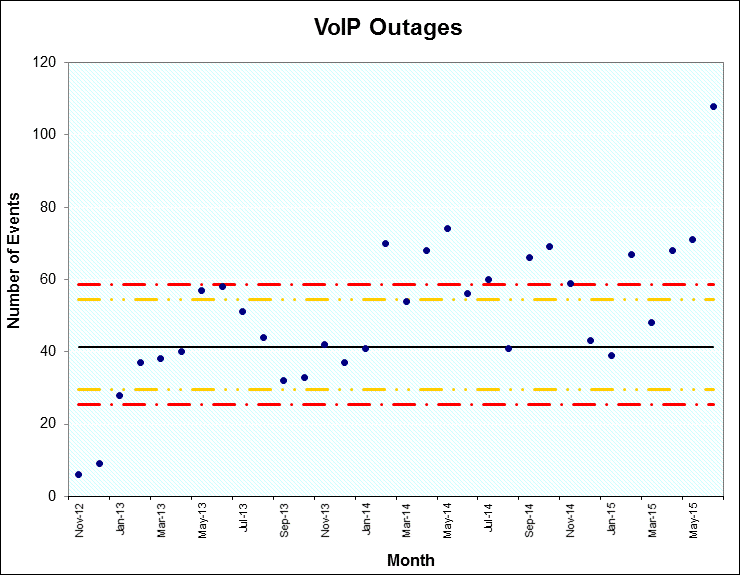 VoIP Outages
120
100
80
60
40
20
0
Number of Events
Nov-12 Jan-13 Mar-13 May-13 Jul-13 Sep-13 Nov-13 Jan-14 Mar-14 May-14 Jul-14 Sep-14 Nov-14 Jan-15 Mar-15 May-15
Month